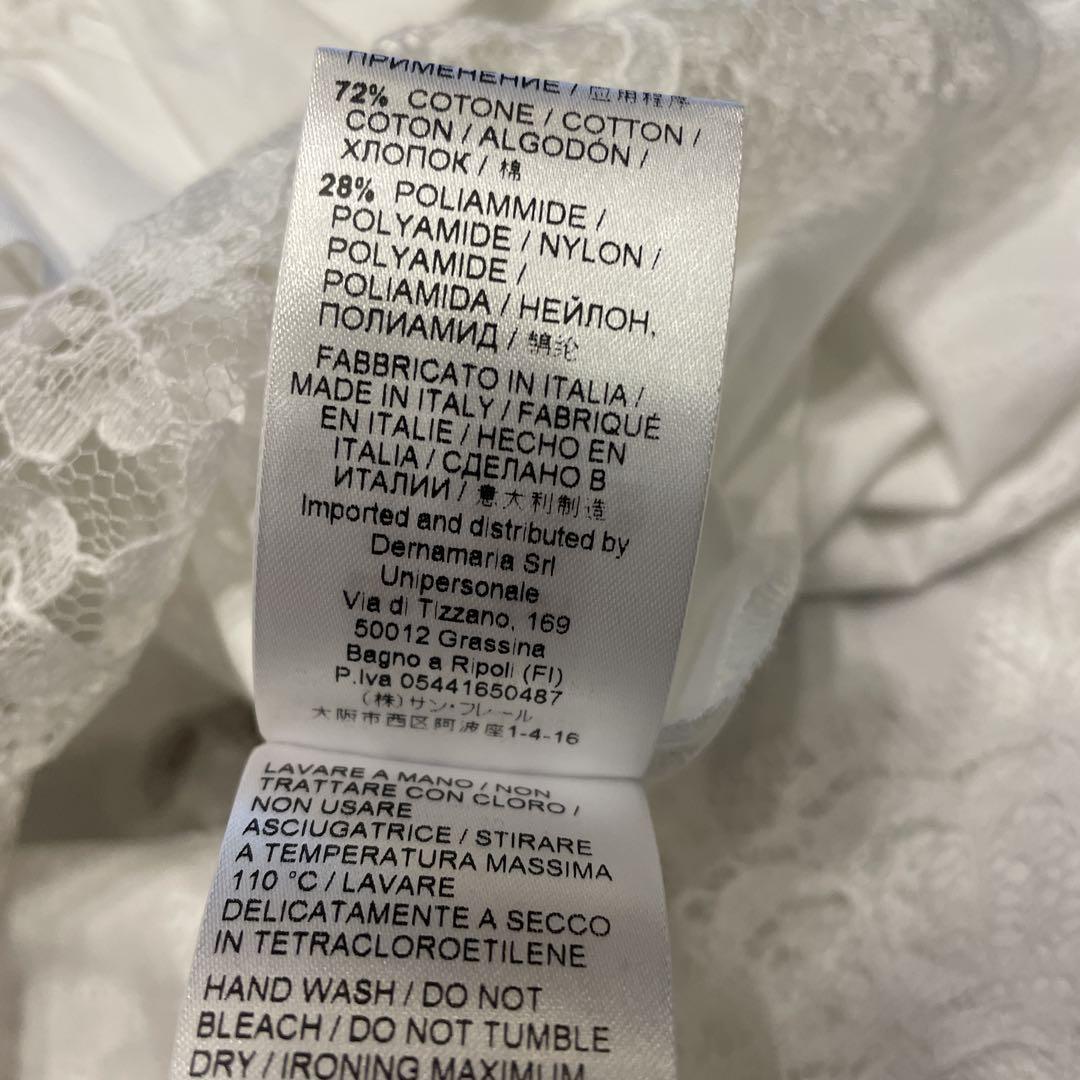 ПРИМЕНЕНИЕ / 应用程序
72% COTONE / COTTON /
COTON / ALGODÓN /
ХЛОПОК / 棉
28% POLIAMMIDE /
POLYAMIDE / NYLON /
POLYAMIDE /
POLIAMIDA / НЕЙЛОН,
ПОЛИАМИД / 锦纶
FABBRICATO IN ITALIA /
MADE IN ITALY / FABRIQUÉ
EN ITALIE / HECHO EN
ITALIA / СДЕЛАНО В
ИТАЛИИ / 意大利制造
Imported and distributed by
Dernamaria Srl
Unipersonale
Via di Tizzano, 169
50012 Grassina
Bagno a Ripoli (FI)
P.Iva 05441650487
(株)サン・フレール
大阪市西区阿波座1-4-16
LAVARE A MANO / NON
TRATTARE CON CLORO /
NON USARE
ASCIUGATRICE / STIRARE
A TEMPERATURA MASSIMA
110 °C / LAVARE
DELICATAMENTE A SECCO
IN TETRACLOROETILENE
HAND WASH / DO NOT
BLEACH / DO NOT TUMBLE
DRY / IRONING MAXIMUM